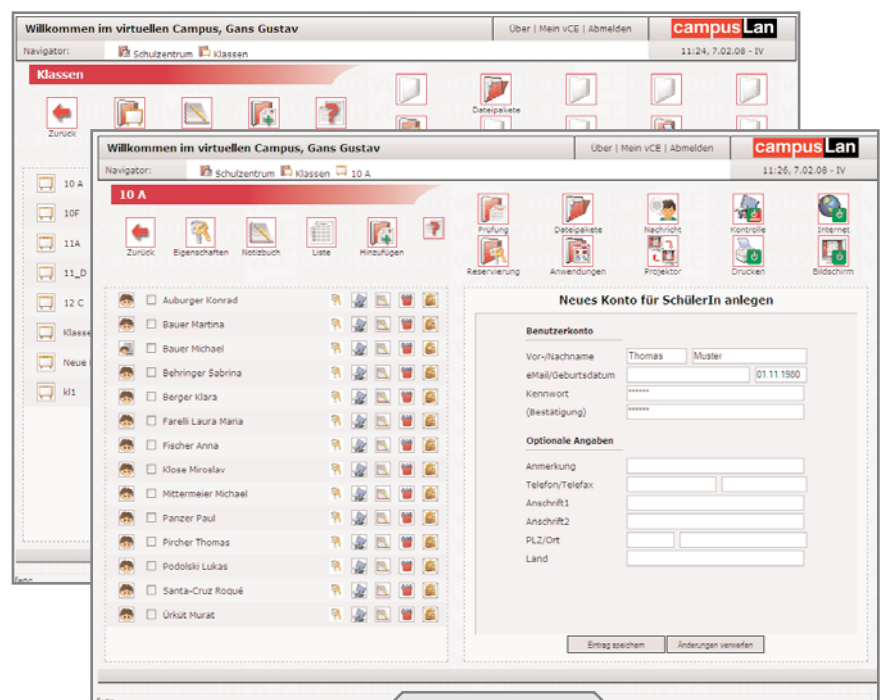 Willkommen im virtuellen Campus, Gans Gustav
Über | Mein vCE | Abmelden
campusLan
Navigator: Schulzentrum Klassen
11:24, 7.02.08 - IV
Klassen
Zurück
Dateipakete
10 A
10F
11A
11_D
12 C
Klasse
Neue
kl1
Fertig
Willkommen im virtuellen Campus, Gans Gustav
Über | Mein vCE | Abmelden
campusLan
Navigator: Schulzentrum Klassen 10 A
11:26, 7.02.08 - IV
10 A
Zurück Eigenschaften Notizbuch Liste Hinzufügen
Prüfung Dateipakete Nachricht Kontrolle Internet
Reservierung Anwendungen Projektor Drucken Bildschirm
Auburger Konrad
Bauer Martina
Bauer Michael
Behringer Sabrina
Berger Klara
Farelli Laura Maria
Fischer Anna
Klose Miroslav
Mittermeier Michael
Panzer Paul
Pircher Thomas
Podolski Lukas
Santa-Cruz Roqué
Ürküt Murat
Neues Konto für SchülerIn anlegen
Benutzerkonto
Vor-/Nachname Thomas Muster
eMail/Geburtsdatum 01.11.1980
Kennwort ******
(Bestätigung) ******
Optionale Angaben
Anmerkung
Telefon/Telefax
Anschrift1
Anschrift2
PLZ/Ort
Land
Eintrag speichern Änderungen verwerfen